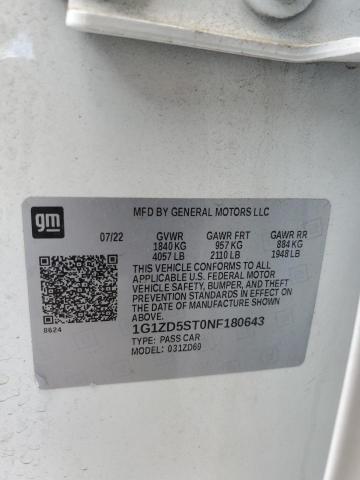 gm
MFD BY GENERAL MOTORS LLC
07/22 GVWR GAWR FRT GAWR RR
1840 KG 957 KG 884 KG
4057 LB 2110 LB 1948 LB
THIS VEHICLE CONFORMS TO ALL
APPLICABLE U.S. FEDERAL MOTOR
VEHICLE SAFETY, BUMPER, AND THEFT
PREVENTION STANDARDS IN EFFECT ON
THE DATE OF MANUFACTURE SHOWN
ABOVE.
8624
1G1ZD5ST0NF180643
TYPE: PASS CAR
MODEL: 031ZD69